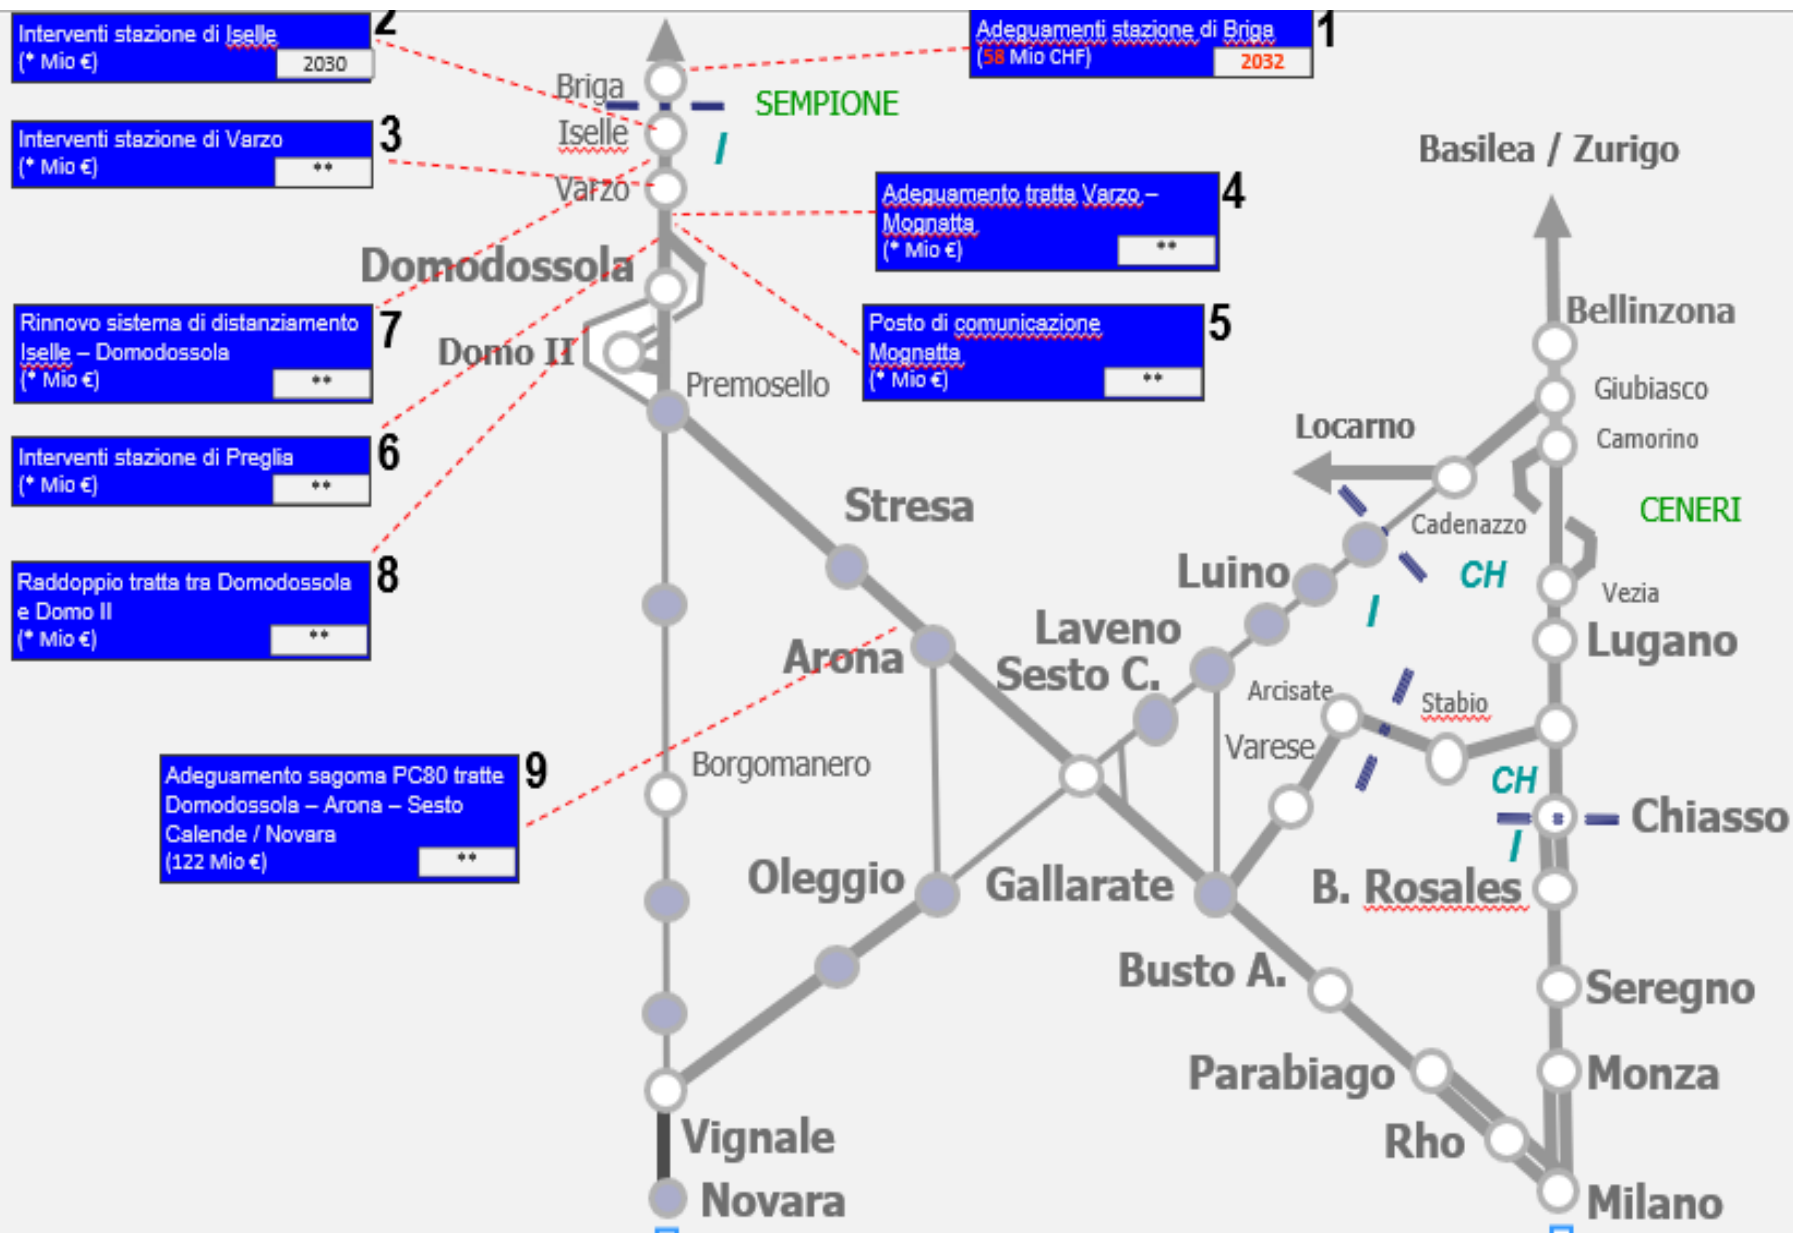 Interventi stazione di Iselle
(* Mio €)
2030
2
Adeguamenti stazione di Briga
(58 Mio CHF)
2032
1
Briga
SEMPIONE
Iselle
I
Interventi stazione di Varzo
(* Mio €)
**
3
Varzo
Adeguamento tratta Varzo –
Mognatta
(* Mio €)
**
4
Basilea / Zurigo
Domodossola
Rinnovo sistema di distanziamento
Iselle – Domodossola
(* Mio €)
**
7
Domo II
Posto di comunicazione
Mognatta
(* Mio €)
**
5
Bellinzona
Premosello
Giubiasco
Locarno
Camorino
Interventi stazione di Preglia
(* Mio €)
**
6
Stresa
Cadenazzo
CENERI
Raddoppio tratta tra Domodossola
e Domo II
(* Mio €)
**
8
Luino
CH
I
Vezia
Laveno
Arona
Sesto C.
Lugano
Arcisate
Stabio
Varese
Adeguamento sagoma PC80 tratte
Domodossola – Arona – Sesto
Calende / Novara
(122 Mio €)
**
9
Borgomanero
CH
Chiasso
I
Oleggio
Gallarate
B. Rosales
Busto A.
Seregno
Parabiago
Monza
Vignale
Rho
Novara
Milano